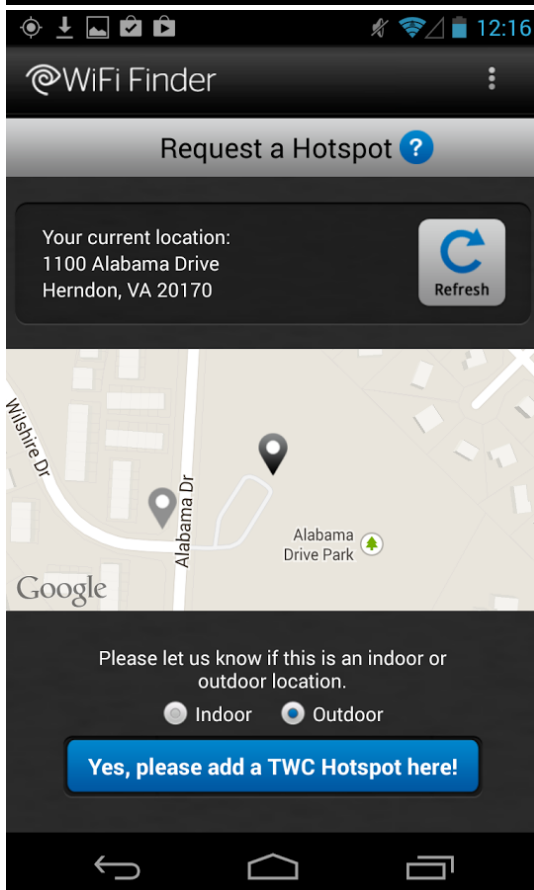 12:16
WiFi Finder
Request a Hotspot ?
Your current location:
1100 Alabama Drive
Herndon, VA 20170
Refresh
Wilshire Dr
Alabama Dr
Alabama
Drive Park
Google
Please let us know if this is an indoor or
outdoor location.
Indoor Outdoor
Yes, please add a TWC Hotspot here!